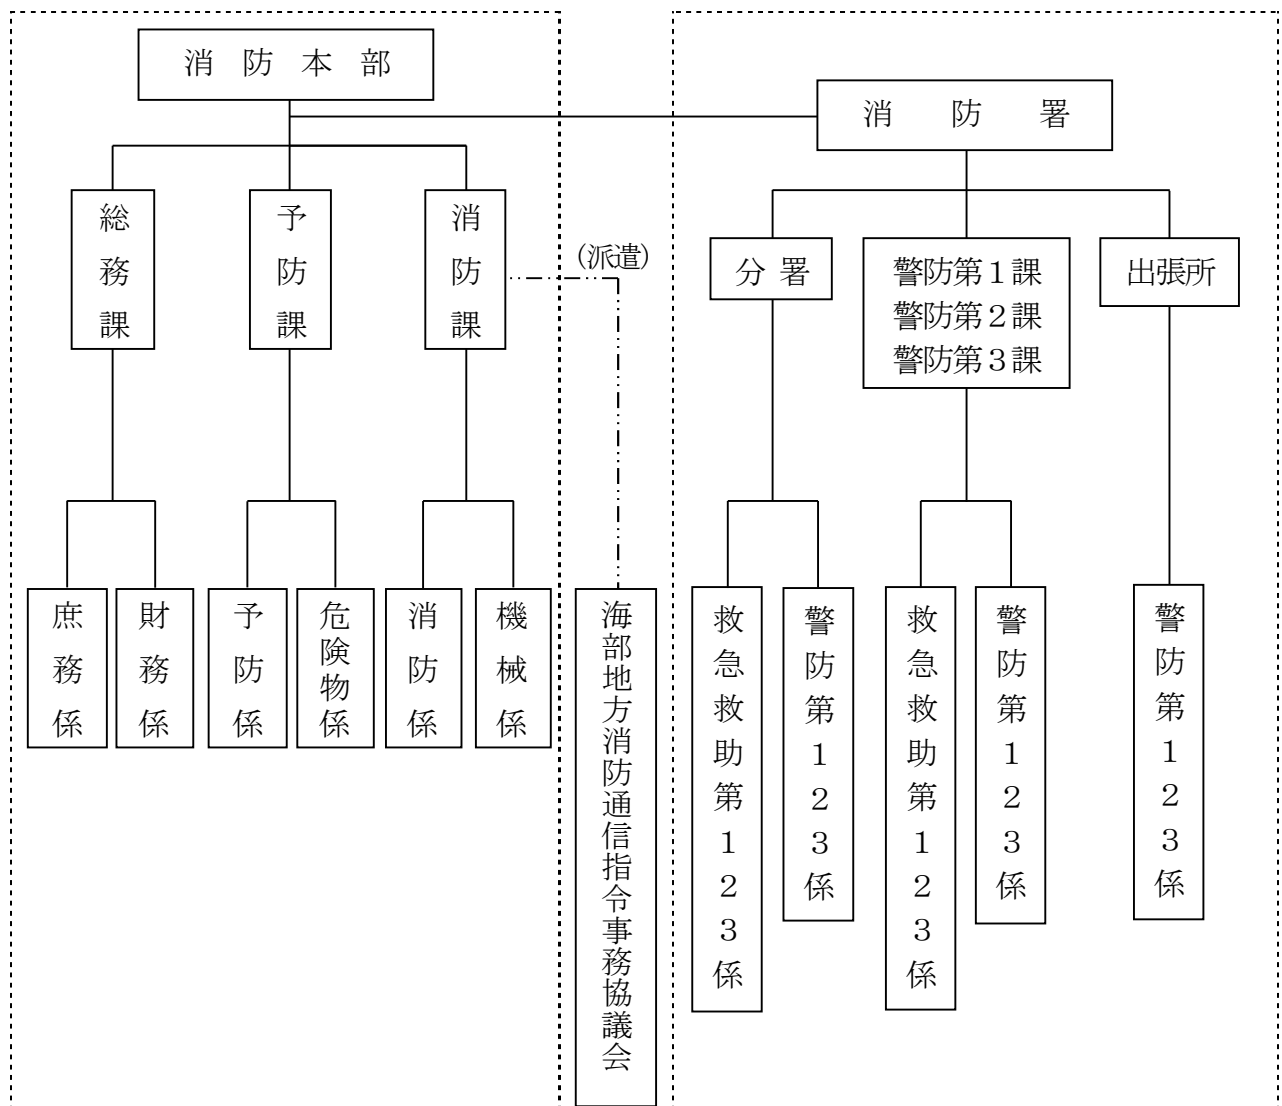 消防本部
消防署
総務課
予防課
消防課
(派遣)
分署
警防第１課
警防第２課
警防第３課
出張所
庶務係
財務係
予防係
危険物係
消防係
機械係
海部地方消防通信指令事務協議会
救急救助第１２３係
警防第１２３係
救急救助第１２３係
警防第１２３係
警防第１２３係